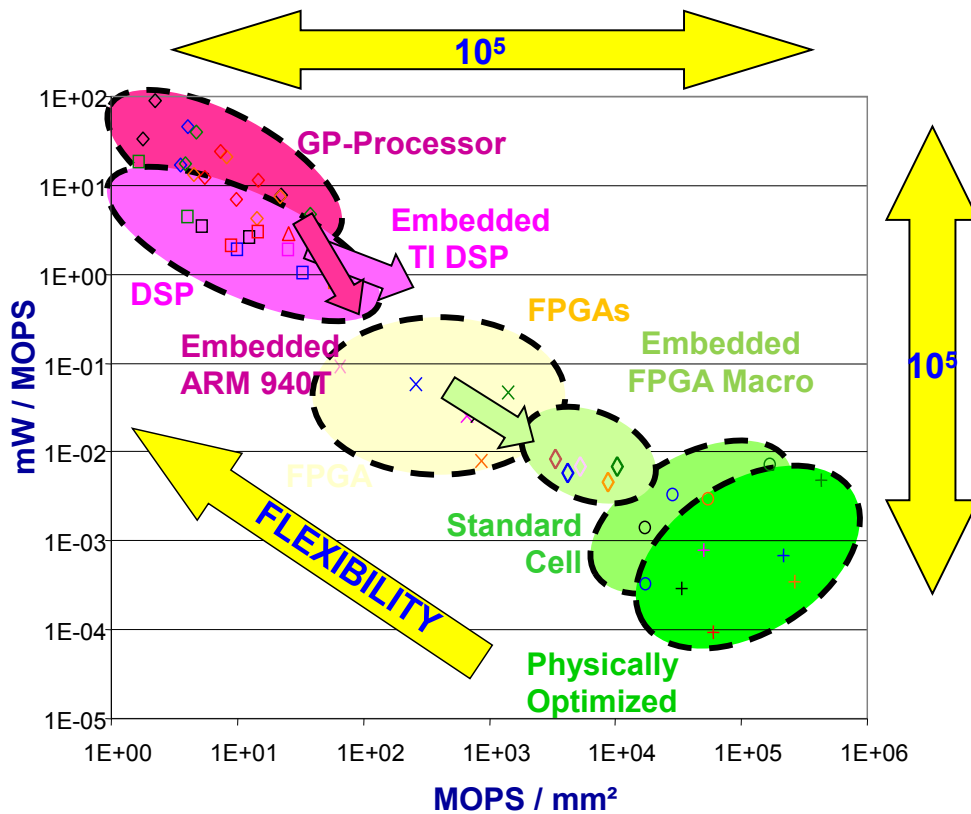 10⁵
1E+02
GP-Processor
1E+01
Embedded
TI DSP
1E+00
DSP
FPGAs
1E-01
Embedded
ARM 940T
Embedded
FPGA Macro
10⁵
mW / MOPS
1E-02
FPGA
FLEXIBILITY
Standard
Cell
1E-03
1E-04
Physically
Optimized
1E-05
1E+00 1E+01 1E+02 1E+03 1E+04 1E+05 1E+06
MOPS / mm²